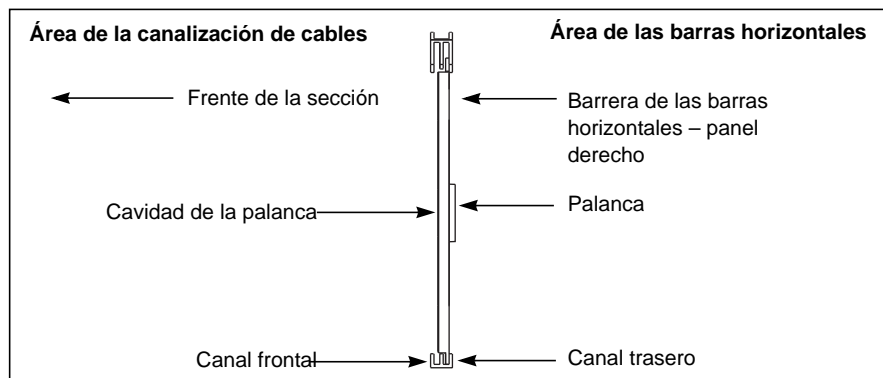 Área de la canalización de cables
Área de las barras horizontales
Frente de la sección
Barrera de las barras
horizontales – panel
derecho
Cavidad de la palanca
Palanca
Canal frontal
Canal trasero